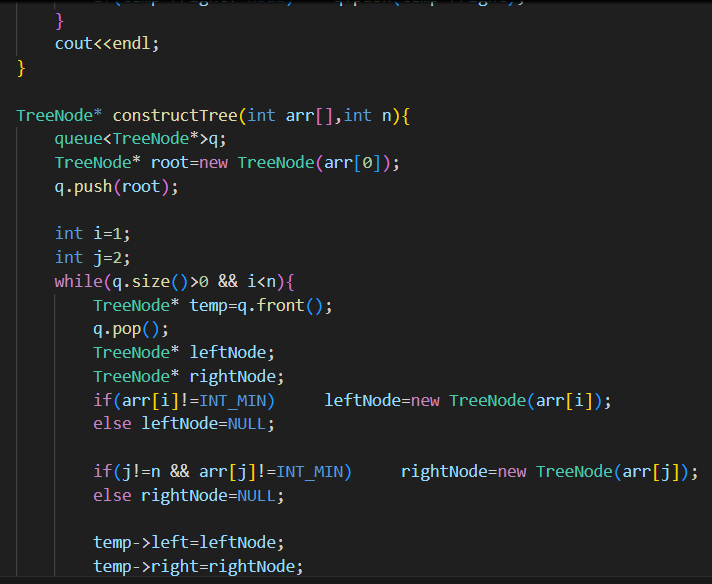 }
cout<<endl;
}
TreeNode* constructTree(int arr[],int n){
queue<TreeNode*>q;
TreeNode* root=new TreeNode(arr[0]);
q.push(root);
int i=1;
int j=2;
while(q.size()>0 && i<n){
TreeNode* temp=q.front();
q.pop();
TreeNode* leftNode;
TreeNode* rightNode;
if(arr[i]!=INT_MIN)     leftNode=new TreeNode(arr[i]);
else leftNode=NULL;
if(j!=n && arr[j]!=INT_MIN)     rightNode=new TreeNode(arr[j]);
else rightNode=NULL;
temp->left=leftNode;
temp->right=rightNode;